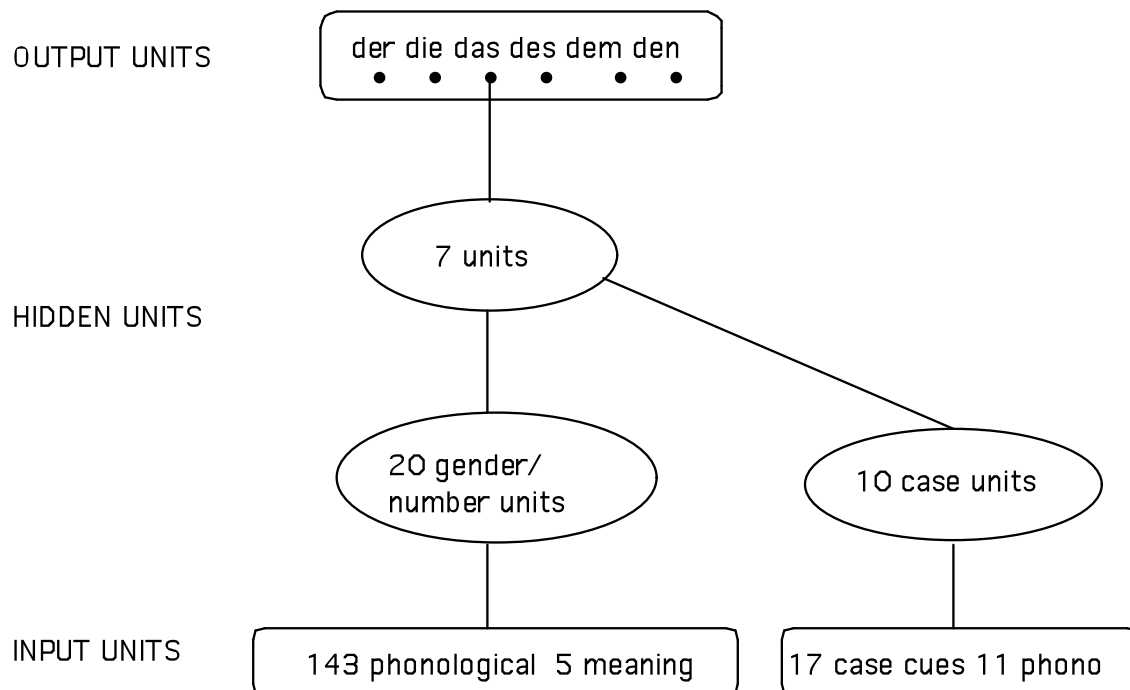 OUTPUT UNITS
der die das des dem den
7 units
HIDDEN UNITS
20 gender/
number units
10 case units
INPUT UNITS
143 phonological 5 meaning
17 case cues 11 phono